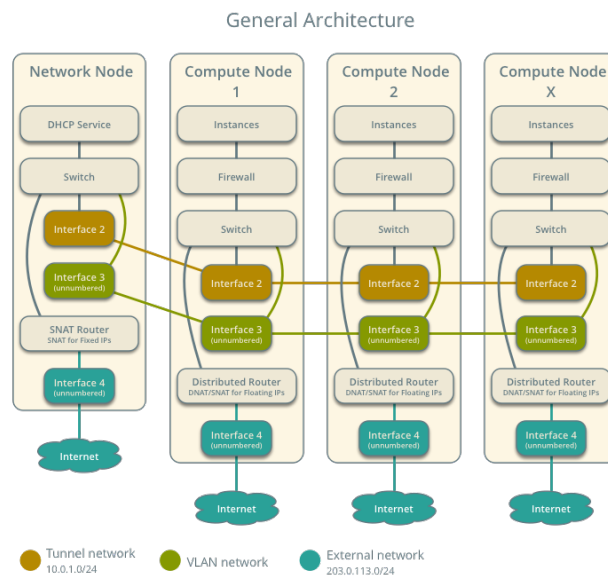 General Architecture
Network Node
DHCP Service
Switch
Interface 2
Interface 3
(unnumbered)
SNAT Router
SNAT for Fixed IPs
Interface 4
(unnumbered)
Internet
Compute Node
1
Instances
Firewall
Switch
Interface 2
Interface 3
(unnumbered)
Distributed Router
DNAT/SNAT for Floating IPs
Interface 4
(unnumbered)
Internet
Compute Node
2
Instances
Firewall
Switch
Interface 2
Interface 3
(unnumbered)
Distributed Router
DNAT/SNAT for Floating IPs
Interface 4
(unnumbered)
Internet
Compute Node
X
Instances
Firewall
Switch
Interface 2
Interface 3
(unnumbered)
Distributed Router
DNAT/SNAT for Floating IPs
Interface 4
(unnumbered)
Internet
Tunnel network
10.0.1.0/24
VLAN network
External network
203.0.113.0/24